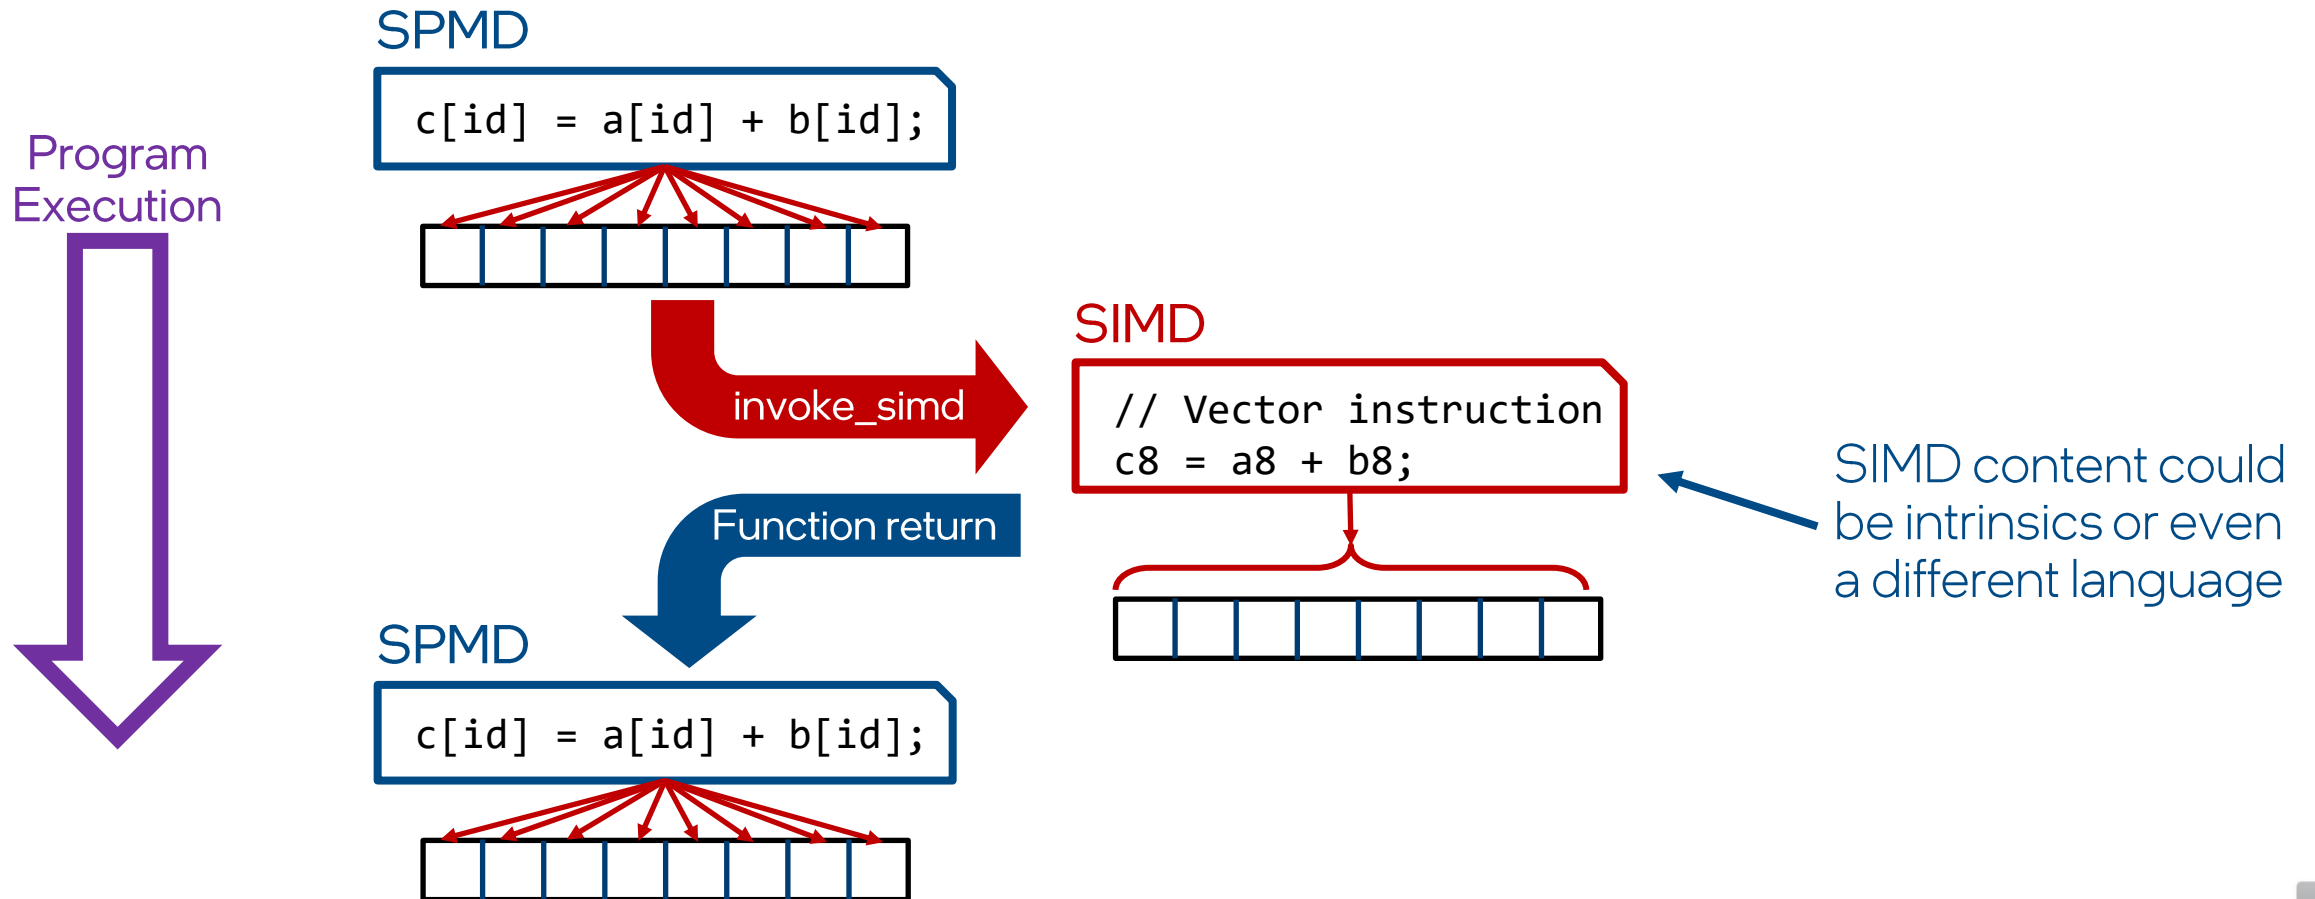 SPMD
c[id] = a[id] + b[id];
Program
Execution
invoke_simd
SIMD
// Vector instruction
c8 = a8 + b8;
SIMD content could
be intrinsics or even
a different language
Function return
SPMD
c[id] = a[id] + b[id];